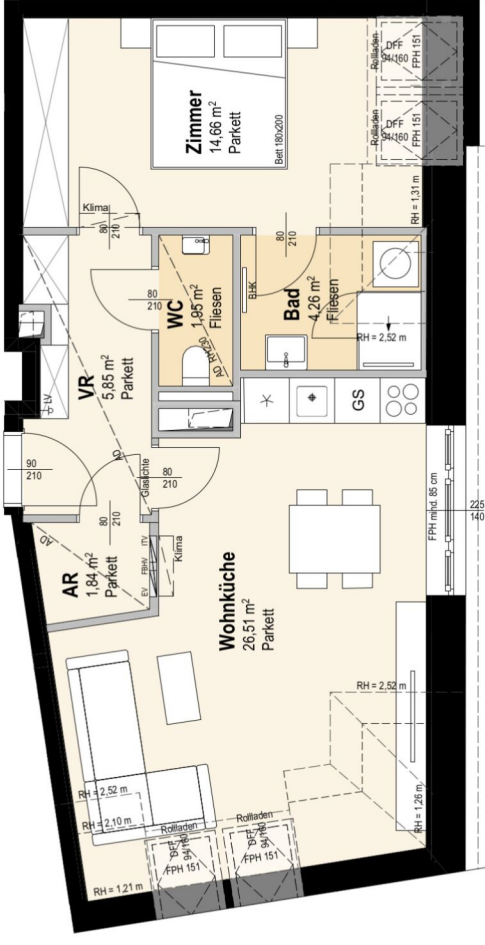 Zimmer
14,66 m²
Parkett
Bett 180x200
Rollladen
DFF
94/160
FPH 151
Rollladen
DFF
94/160
FPH 151
RH = 1,31 m
Klima
80
210
80
210
80
210
WC
1,95 m²
Fliesen
AD
BHK
Bad
4,26 m²
Fliesen
RH = 2,52 m
VR
5,85 m²
Parkett
LV
GS
90
210
AD
Glaslichte
80
210
80
210
FPH mind. 85 cm
225
140
AD
AR
1,84 m²
Parkett
ITV
FBHV
EV
Klima
Wohnküche
26,51 m²
Parkett
RH = 2,52 m
RH = 2,52 m
RH = 2,10 m
RH = 1,26 m
Rollladen
DFF
94/160
FPH 151
Rollladen
DFF
94/160
FPH 151
RH = 1,21 m